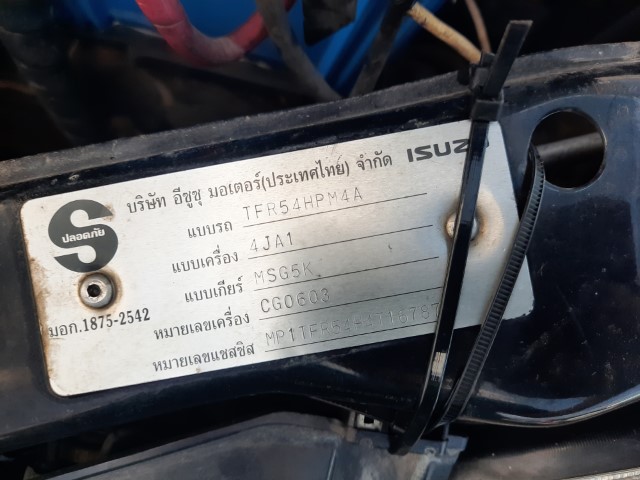 บริษัท อีซูซุ มอเตอร์(ประเทศไทย) จำกัด ISUZ
ปลอดภัย
แบบรถ TFR54HPM4A
แบบเครื่อง 4JA1
แบบเกียร์ MSG5K
มอก.1875-2542
หมายเลขเครื่อง CG0603
หมายเลขแชสซิส